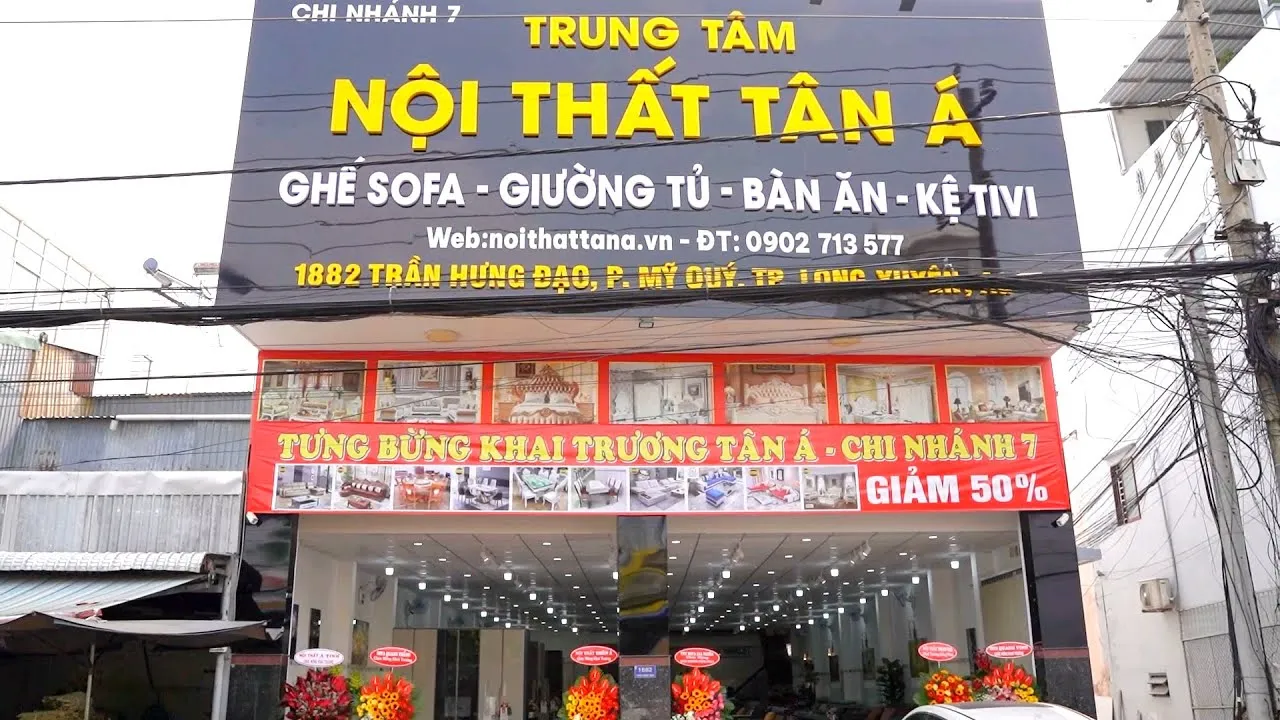 CHI NHÁNH 7
TRUNG TÂM
NỘI THẤT TÂN Á
GHẾ SOFA - GIƯỜNG TỦ - BÀN ĂN - KỆ TIVI
Web:noithattana.vn - ĐT: 0902 713 577
1882 TRẦN HƯNG ĐẠO, P. MỸ QUÝ. TP. LONG XUYÊN,
TƯNG BỪNG KHAI TRƯƠNG TÂN Á - CHI NHÁNH 7
GIẢM 50%
1882